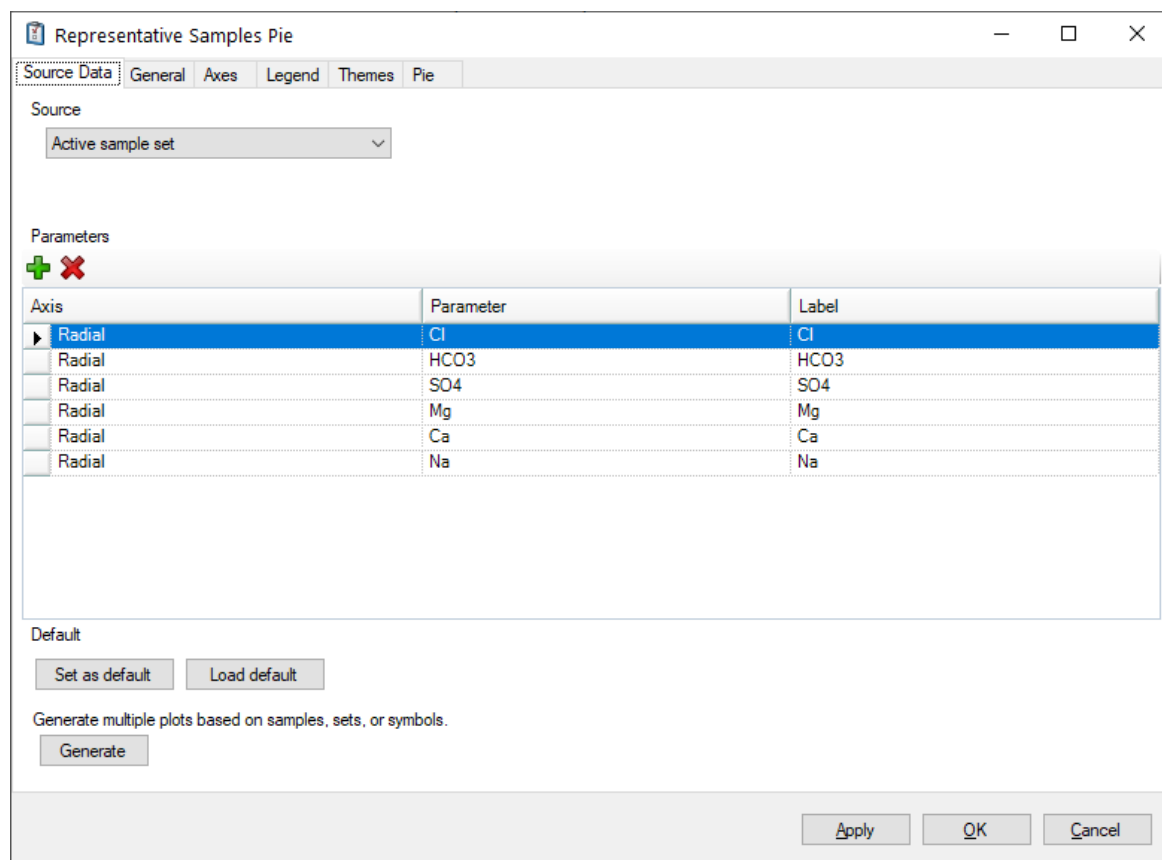 Representative Samples Pie
Source Data General Axes Legend Themes Pie
Source
Active sample set
Parameters
Axis Parameter Label
Radial Cl Cl
Radial HCO3 HCO3
Radial SO4 SO4
Radial Mg Mg
Radial Ca Ca
Radial Na Na
Default
Set as default Load default
Generate multiple plots based on samples, sets, or symbols.
Generate
Apply OK Cancel